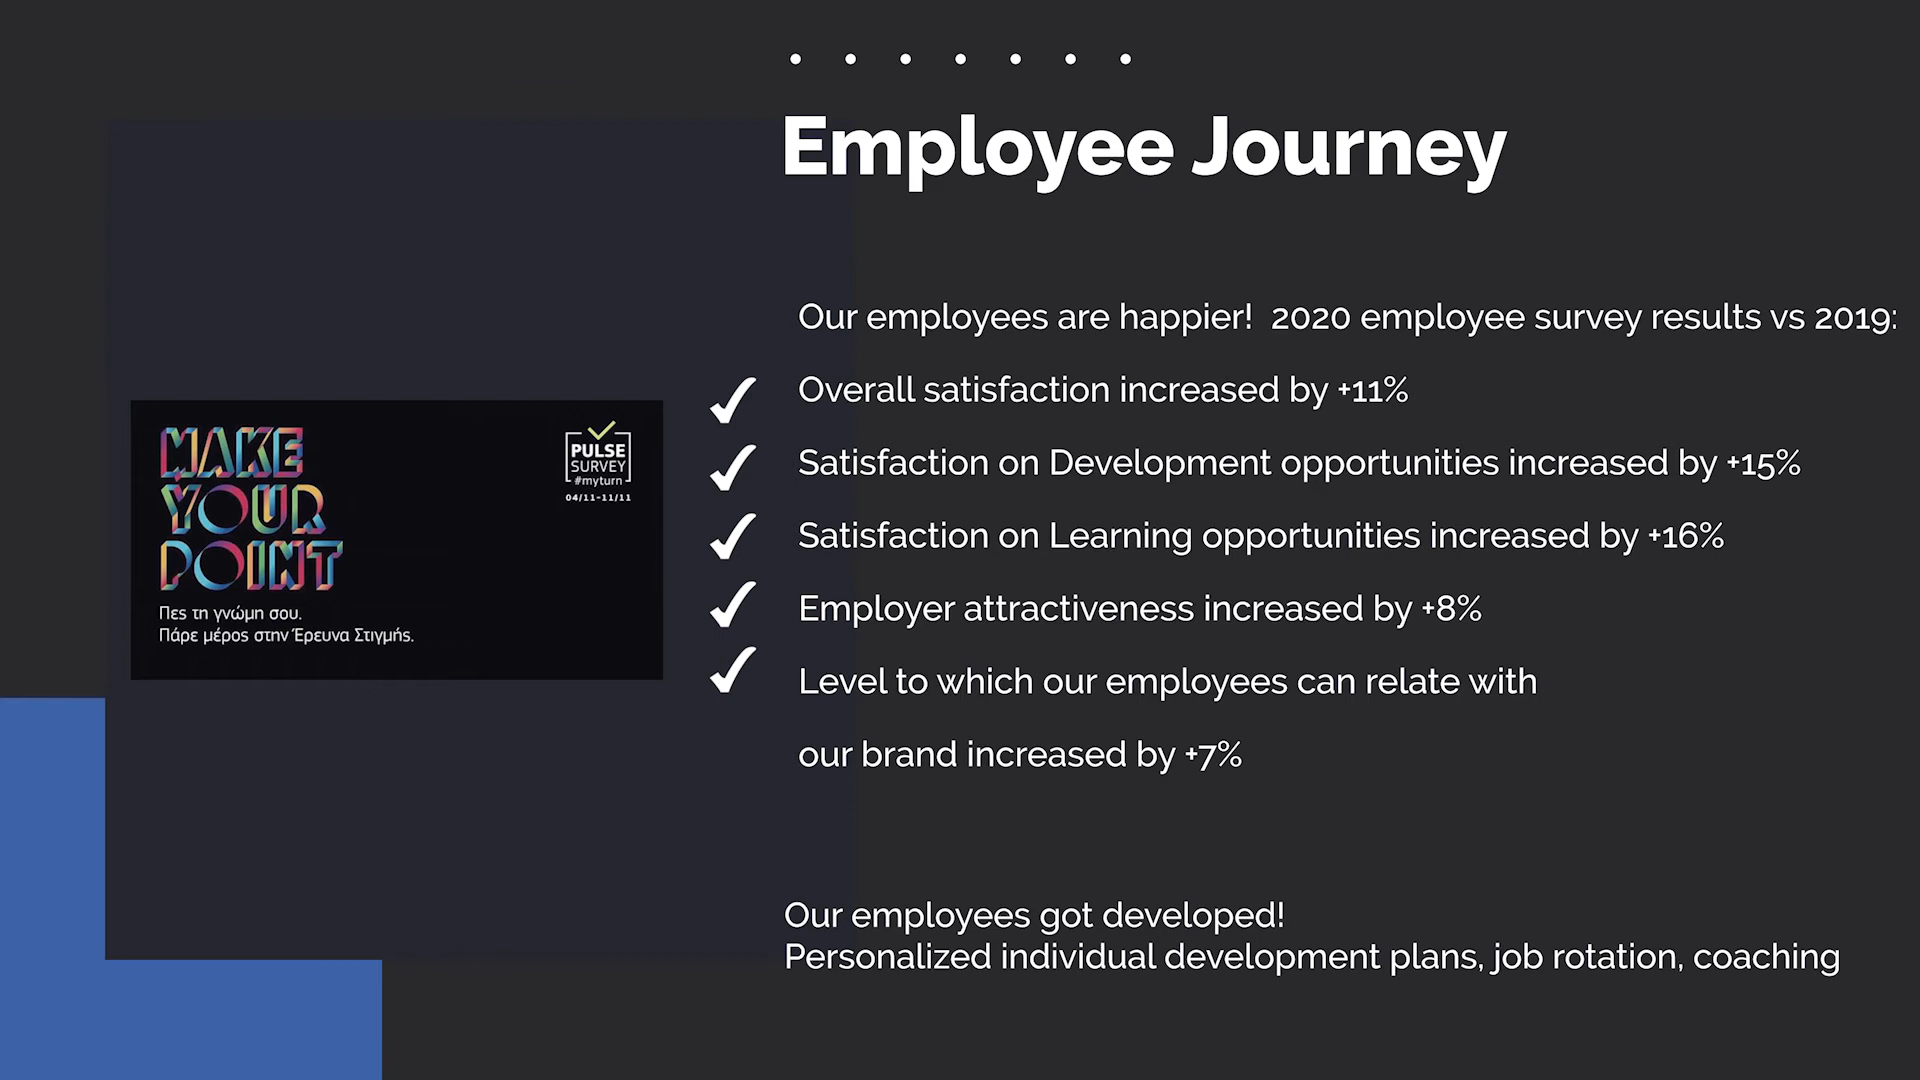 Employee Journey
Our employees are happier! 2020 employee survey results vs 2019:
Overall satisfaction increased by +11%
Satisfaction on Development opportunities increased by +15%
Satisfaction on Learning opportunities increased by +16%
Employer attractiveness increased by +8%
Level to which our employees can relate with
our brand increased by +7%
MAKE
YOUR
POINT
Πες τη γνώμη σου.
Πάρε μέρος στην Έρευνα Στιγμής.
PULSE
SURVEY
#myturn
04/11-11/11
Our employees got developed!
Personalized individual development plans, job rotation, coaching